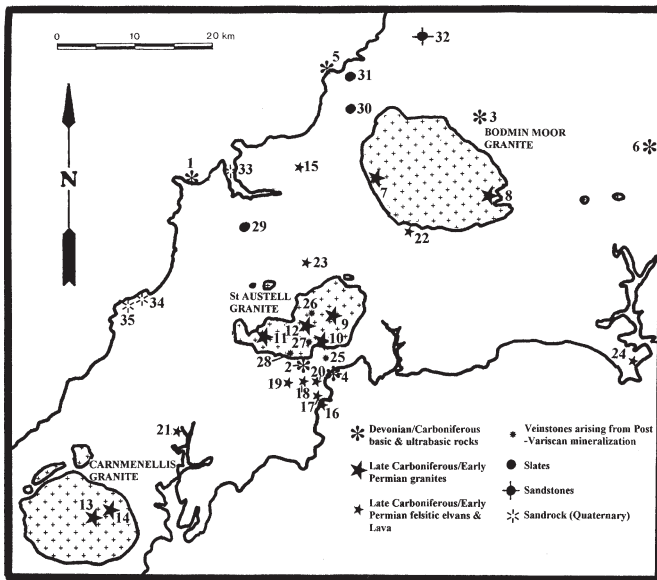 0 10 20 km
32
5
31
30
3
BODMIN MOOR
GRANITE
6
1
33
15
N
7
8
29
22
23
34
35
St AUSTELL
GRANITE
26
9
12
11
27
10
28
25
24
2
4
20
19
18
17
16
21
CARNMENELLIS
GRANITE
13
14
Devonian/Carboniferous
basic & ultrabasic rocks
Late Carboniferous/Early
Permian granites
Late Carboniferous/Early
Permian felsitic elvans &
Lava
Veinstones arising from Post
-Variscan mineralization
Slates
Sandstones
Sandrock (Quaternary)